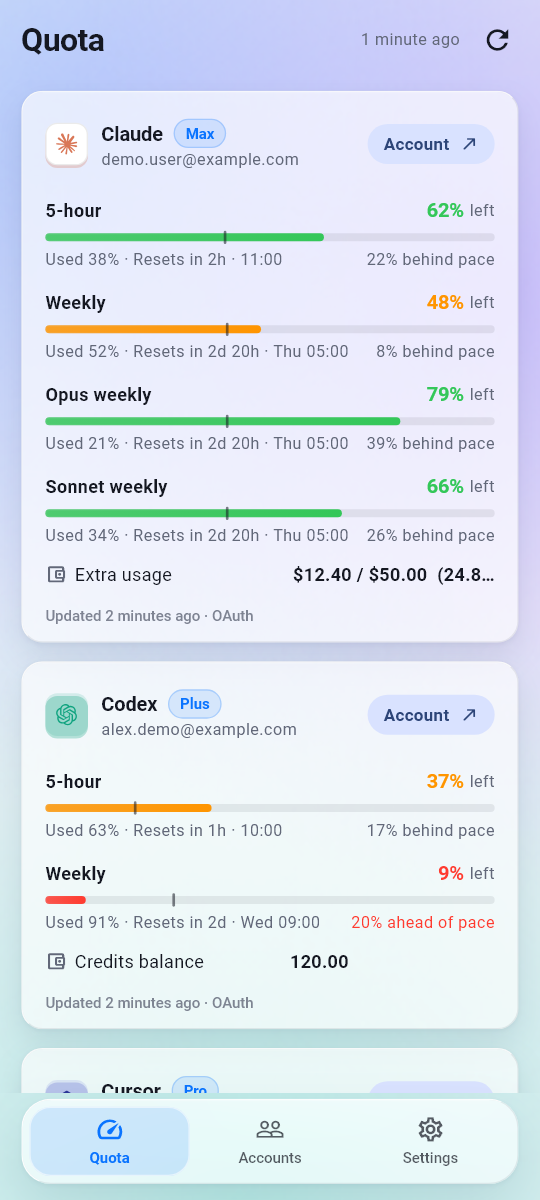 Quota
1 minute ago
Claude Max
demo.user@example.com
Account
5-hour 62% left
Used 38% · Resets in 2h · 11:00 22% behind pace
Weekly 48% left
Used 52% · Resets in 2d 20h · Thu 05:00 8% behind pace
Opus weekly 79% left
Used 21% · Resets in 2d 20h · Thu 05:00 39% behind pace
Sonnet weekly 66% left
Used 34% · Resets in 2d 20h · Thu 05:00 26% behind pace
Extra usage $12.40 / $50.00 (24.8…
Updated 2 minutes ago · OAuth
Codex Plus
alex.demo@example.com
Account
5-hour 37% left
Used 63% · Resets in 1h · 10:00 17% behind pace
Weekly 9% left
Used 91% · Resets in 2d · Wed 09:00 20% ahead of pace
Credits balance 120.00
Updated 2 minutes ago · OAuth
Cursor Pro
Quota Accounts Settings